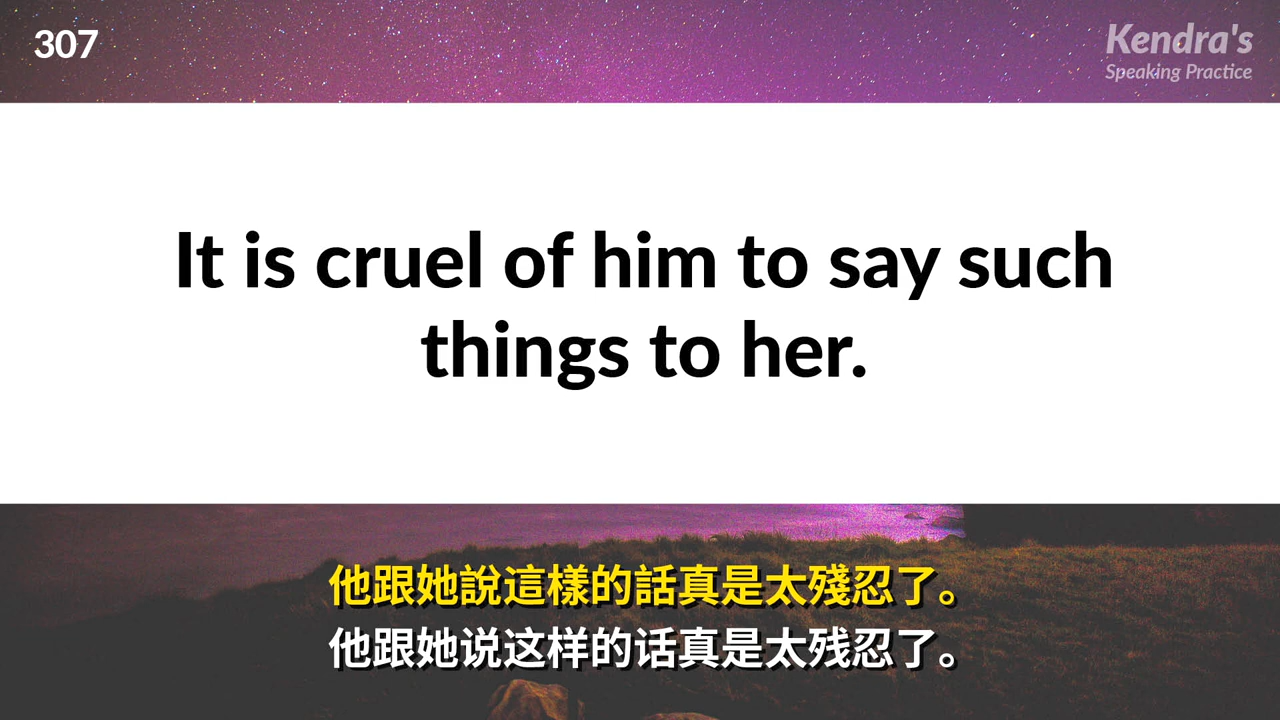 307
Kendra's
Speaking Practice
It is cruel of him to say such
things to her.
他跟她說這樣的話真是太殘忍了。
他跟她说这样的话真是太残忍了。